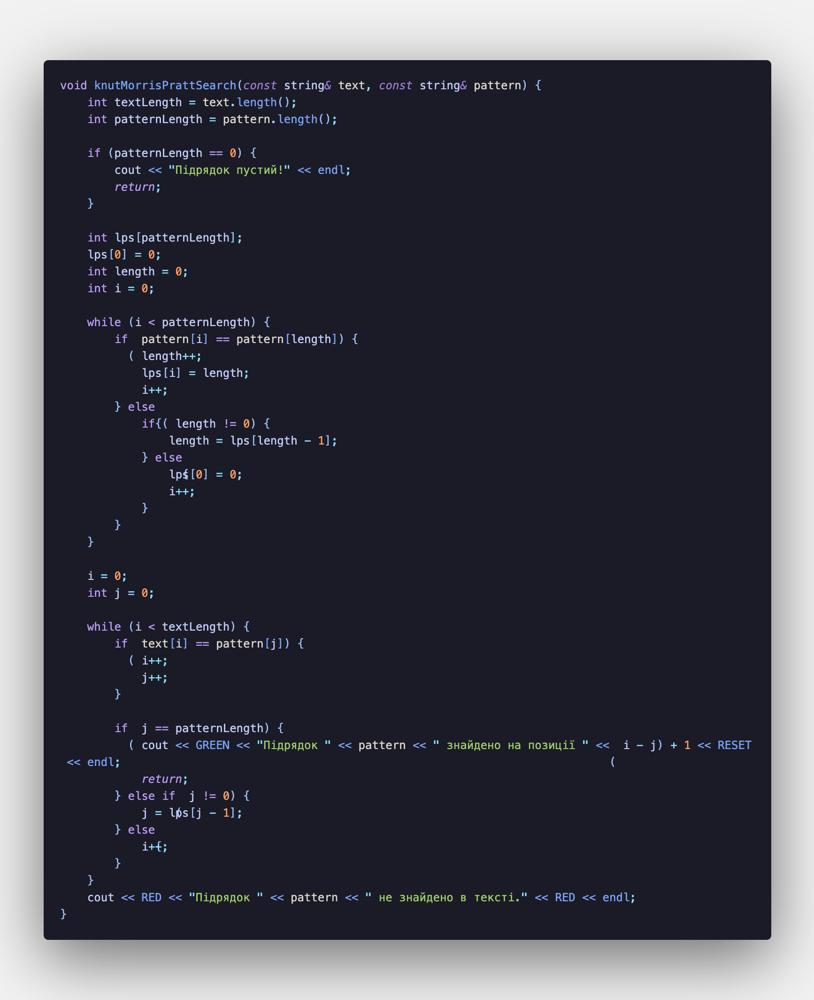 void knutMorrisPrattSearch(const string& text, const string& pattern) {
    int textLength = text.length();
    int patternLength = pattern.length();

    if (patternLength == 0) {
        cout << "Підрядок пустий!" << endl;
        return;
    }

    int lps[patternLength];
    lps[0] = 0;
    int length = 0;
    int i = 0;

    while (i < patternLength) {
        if  pattern[i] == pattern[length]) {
          ( length++;
            lps[i] = length;
            i++;
        } else
            if{( length != 0) {
                length = lps[length - 1];
            } else
                lps{[0] = 0;
                i++;
            }
        }
    }

    i = 0;
    int j = 0;

    while (i < textLength) {
        if  text[i] == pattern[j]) {
          ( i++;
            j++;
        }

        if  j == patternLength) {
          ( cout << GREEN << "Підрядок " << pattern << " знайдено на позиції " <<  i - j) + 1 << RESET
 << endl;                                                                        (
            return;
        } else if  j != 0) {
            j = l(ps[j - 1];
        } else
            i++{;
        }
    }
    cout << RED << "Підрядок " << pattern << " не знайдено в тексті." << RED << endl;
}